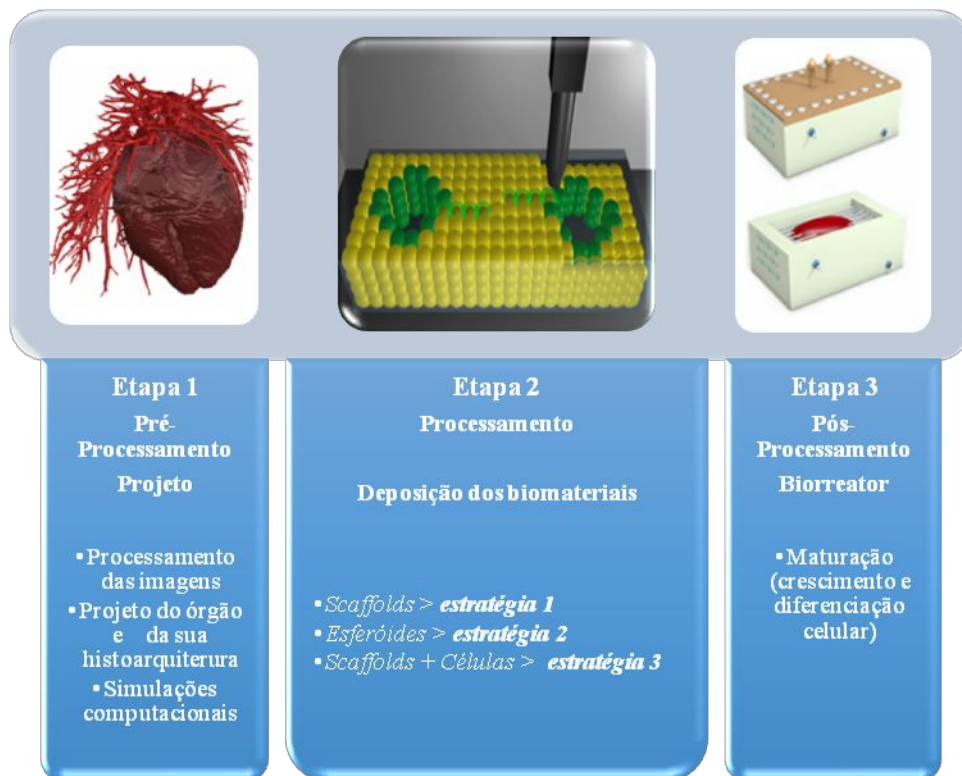 Etapa 1
Pré-
Processamento
Projeto
• Processamento
das imagens
• Projeto do órgão
e da sua
histoarquiterura
• Simulações
computacionais
Etapa 2
Processamento
Deposição dos biomateriais
• Scaffolds > estratégia 1
• Esferóides > estratégia 2
• Scaffolds + Células > estratégia 3
Etapa 3
Pós-
Processamento
Biorreator
• Maturação
(crescimento e
diferenciação
celular)